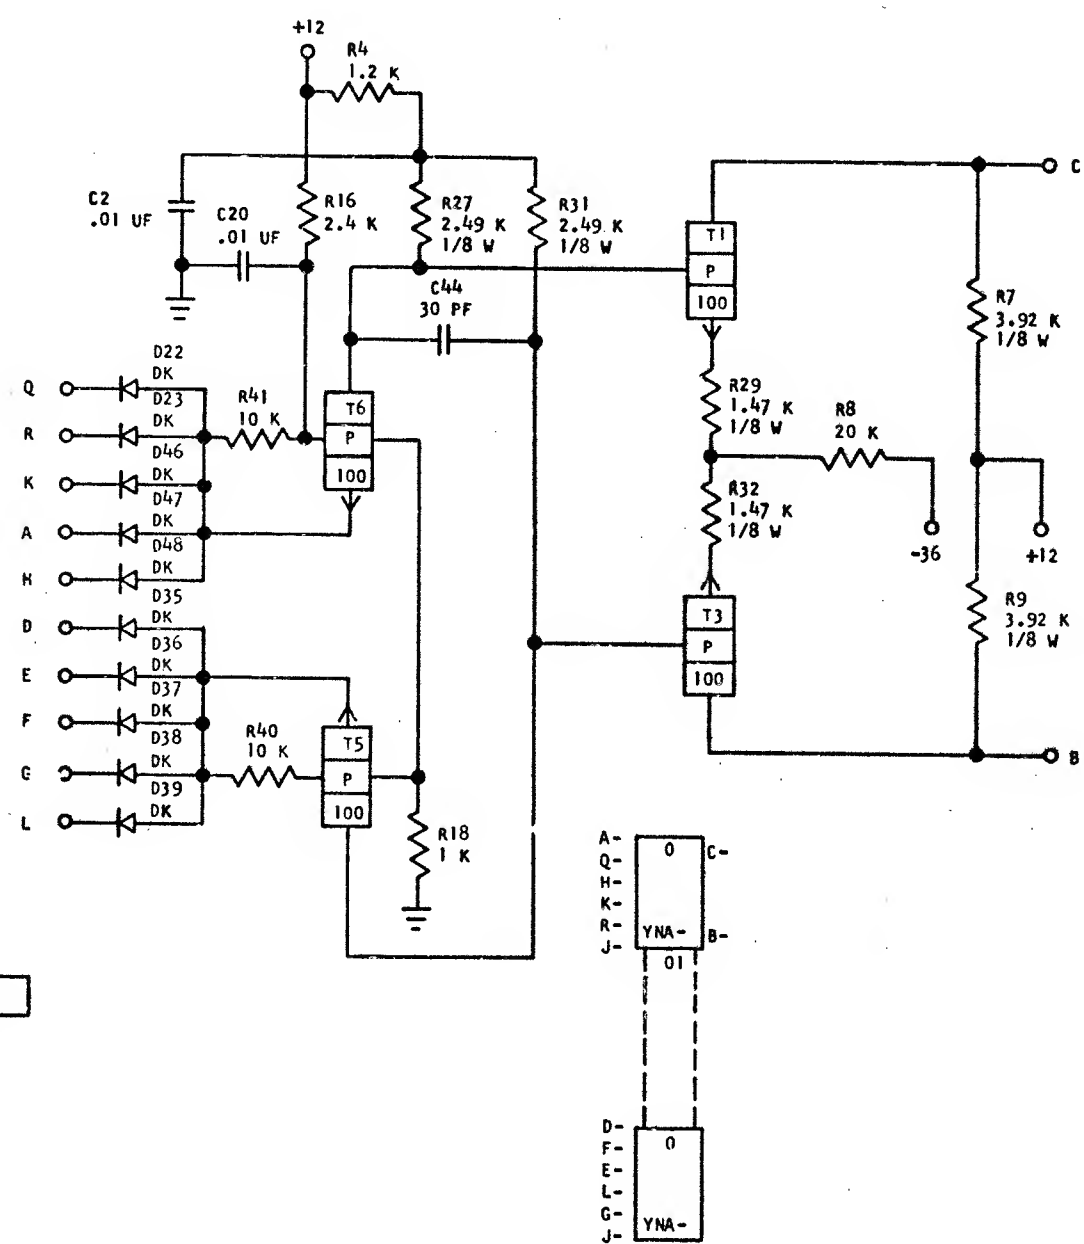 +12
R4
1.2 K
C2
.01 UF
C20
.01 UF
R16
2.4 K
R27
2.49 K
1/8 W
R31
2.49 K
1/8 W
C44
30 PF
T1
P
100
C
R7
3.92 K
1/8 W
R29
1.47 K
1/8 W
R8
20 K
R32
1.47 K
1/8 W
-36
+12
D22
Q
DK
D23
R
DK
D46
K
DK
D47
A
DK
D48
H
DK
D35
D
DK
D36
E
DK
D37
F
DK
D38
G
DK
D39
L
DK
R41
10 K
T6
P
100
R40
10 K
T5
P
100
R18
1 K
T3
P
100
R9
3.92 K
1/8 W
B
A-
Q-
H-
K-
R-
J-
0
YNA-
C-
B-
01
D-
F-
E-
L-
G-
J-
0
YNA-